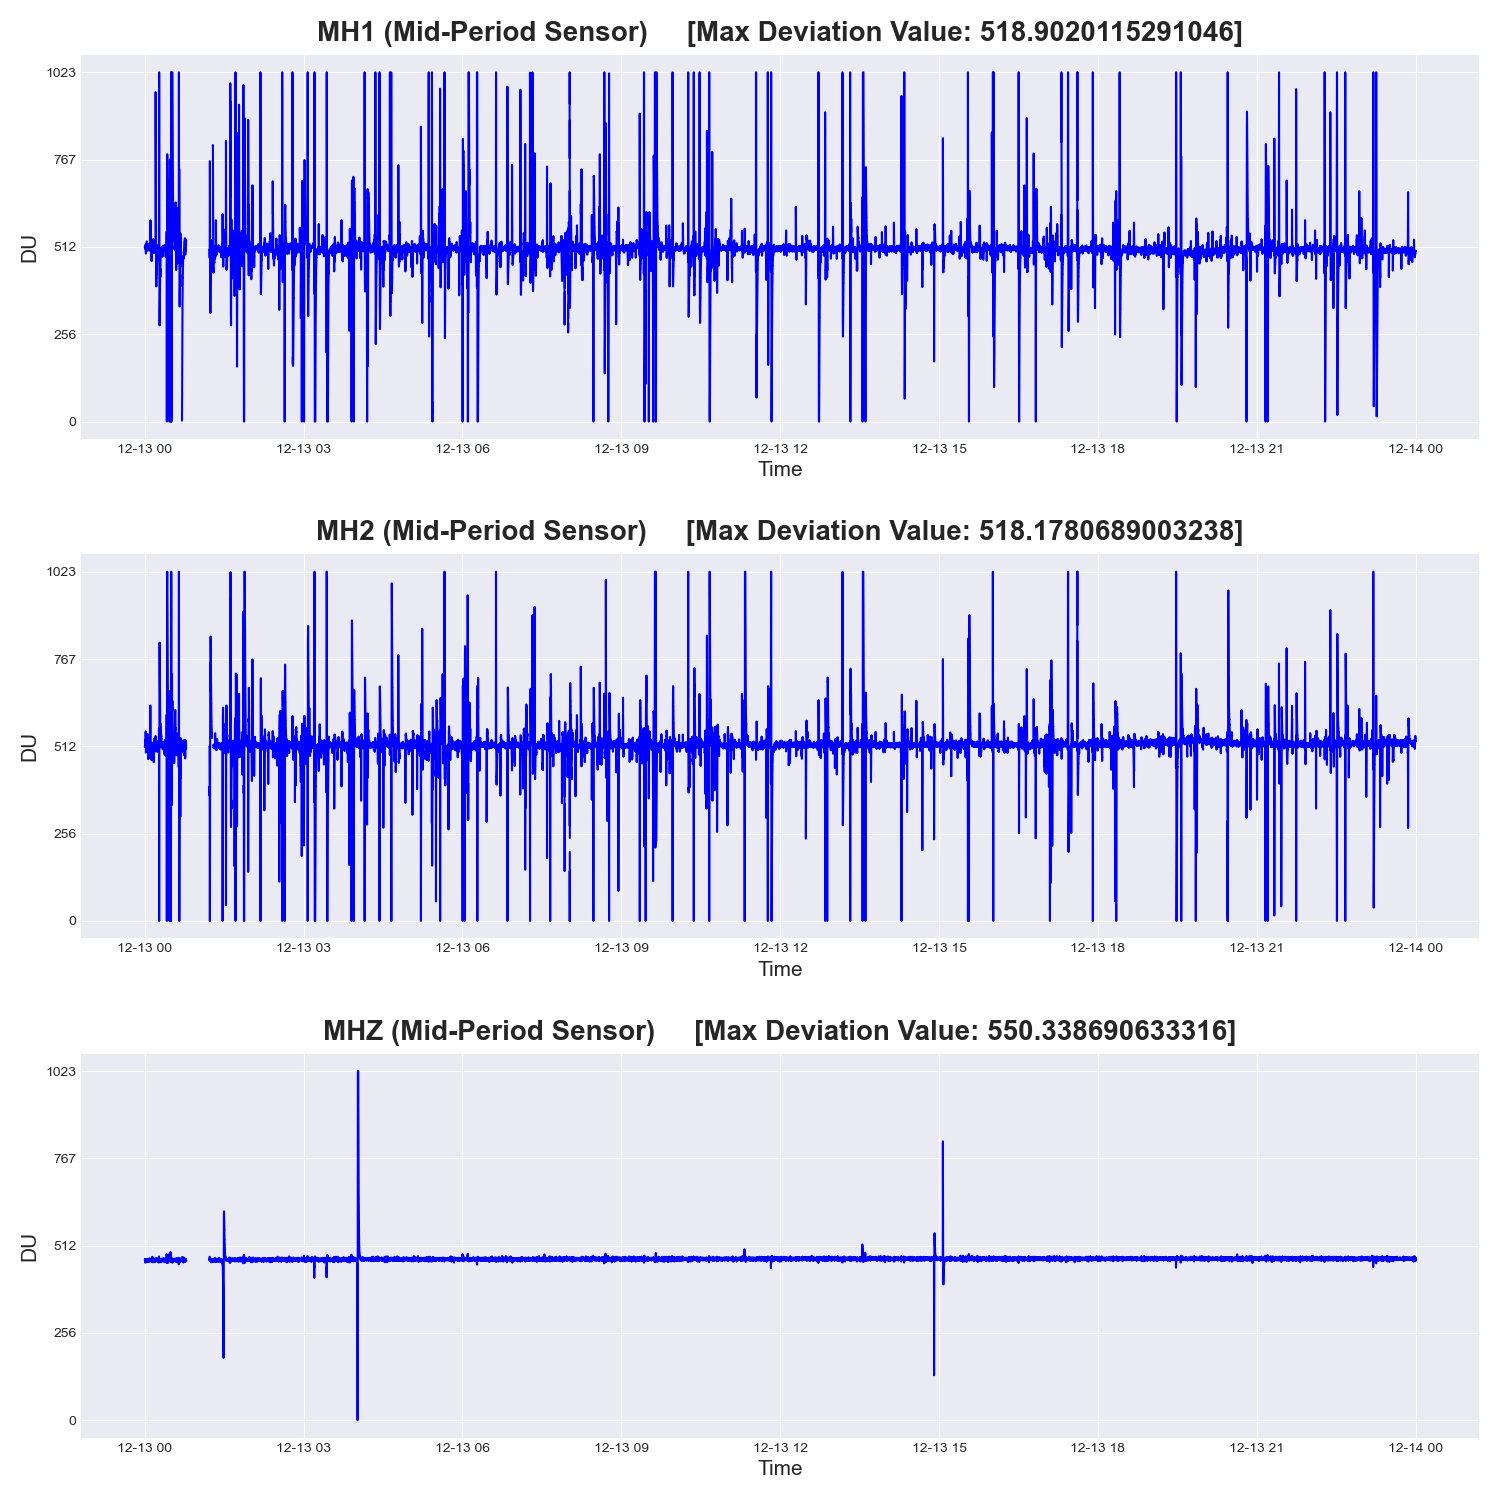 MH1 (Mid-Period Sensor) [Max Deviation Value: 518.9020115291046]
1023
767
512
256
0
DU
12-13 00 12-13 03 12-13 06 12-13 09 12-13 12 12-13 15 12-13 18 12-13 21 12-14 00
Time
MH2 (Mid-Period Sensor) [Max Deviation Value: 518.1780689003238]
1023
767
512
256
0
DU
12-13 00 12-13 03 12-13 06 12-13 09 12-13 12 12-13 15 12-13 18 12-13 21 12-14 00
Time
MHZ (Mid-Period Sensor) [Max Deviation Value: 550.338690633316]
1023
767
512
256
0
DU
12-13 00 12-13 03 12-13 06 12-13 09 12-13 12 12-13 15 12-13 18 12-13 21 12-14 00
Time